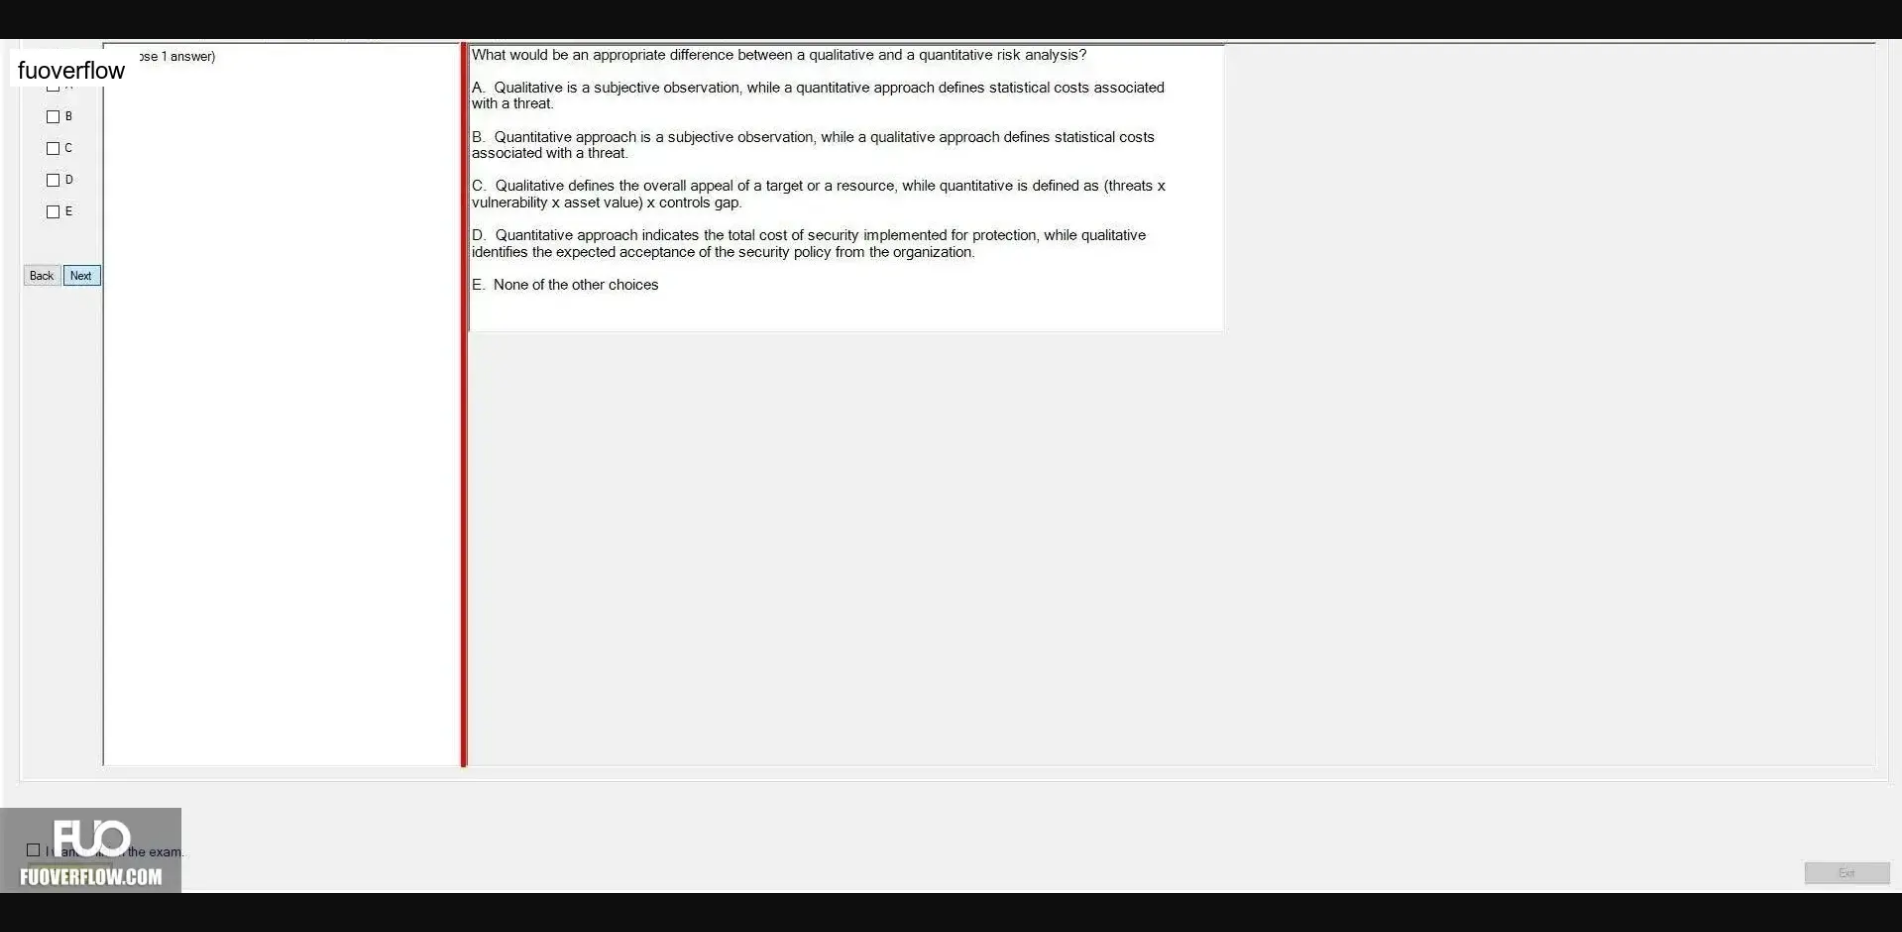 fuoverflow
ose 1 answer)
B
C
D
E
Back Next
What would be an appropriate difference between a qualitative and a quantitative risk analysis?
A. Qualitative is a subjective observation, while a quantitative approach defines statistical costs associated
with a threat.
B. Quantitative approach is a subjective observation, while a qualitative approach defines statistical costs
associated with a threat.
C. Qualitative defines the overall appeal of a target or a resource, while quantitative is defined as (threats x
vulnerability x asset value) x controls gap.
D. Quantitative approach indicates the total cost of security implemented for protection, while qualitative
identifies the expected acceptance of the security policy from the organization.
E. None of the other choices
FUO
I the exam.
FUOVERFLOW.COM
Exit